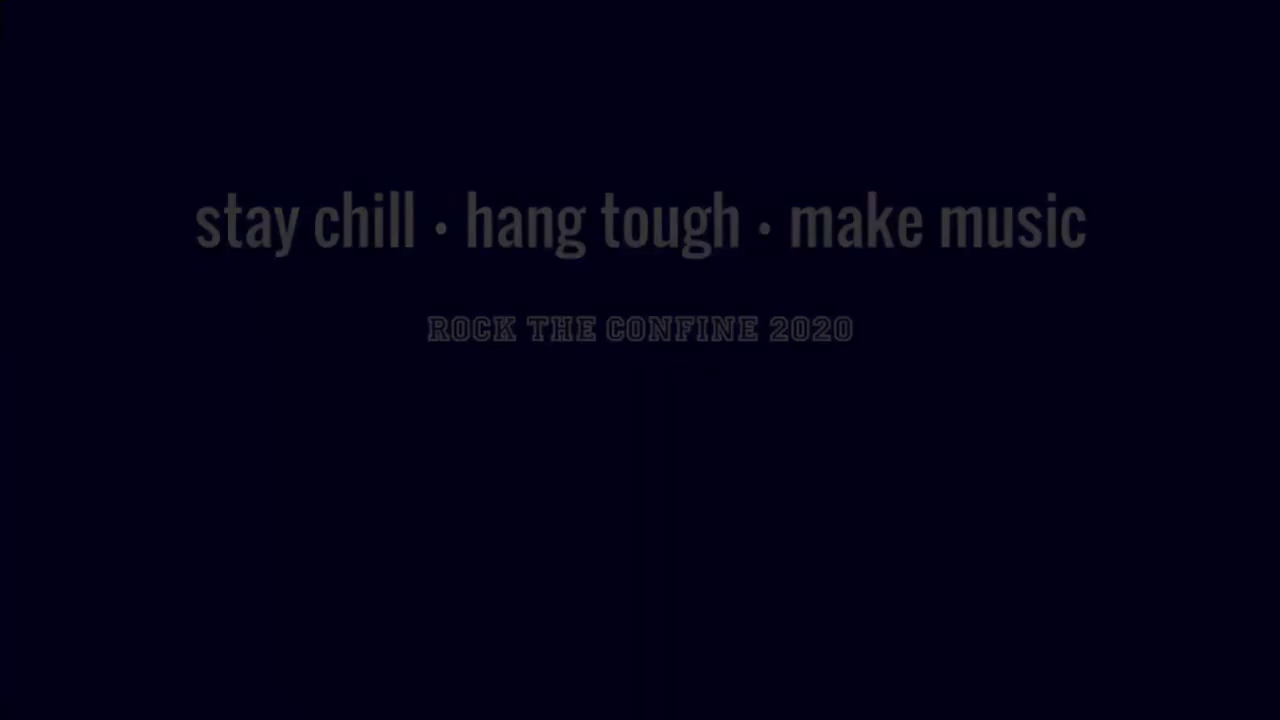 stay chill • hang tough • make music
ROCK THE CONFINE 2020